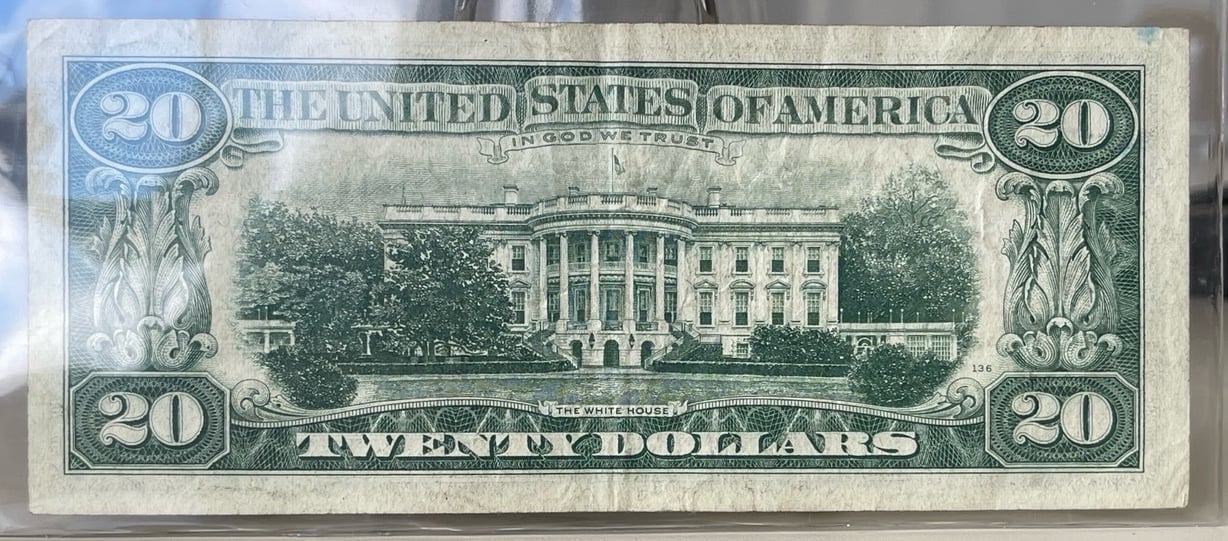 20 THE UNITED STATES OF AMERICA 20
IN GOD WE TRUST
136
THE WHITE HOUSE
20 TWENTY DOLLARS 20